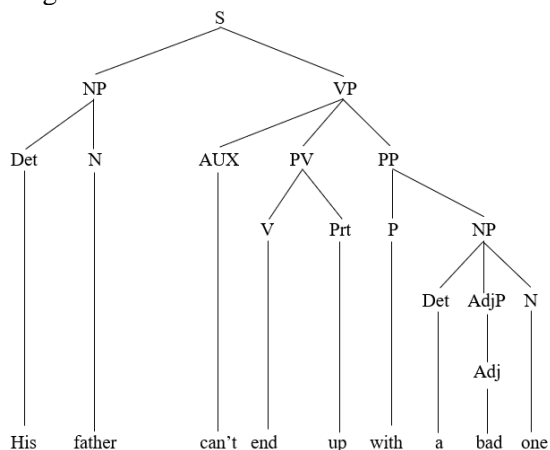 S
NP VP
Det N AUX PV PP
V Prt P NP
Det AdjP N
Adj
His father can't end up with a bad one